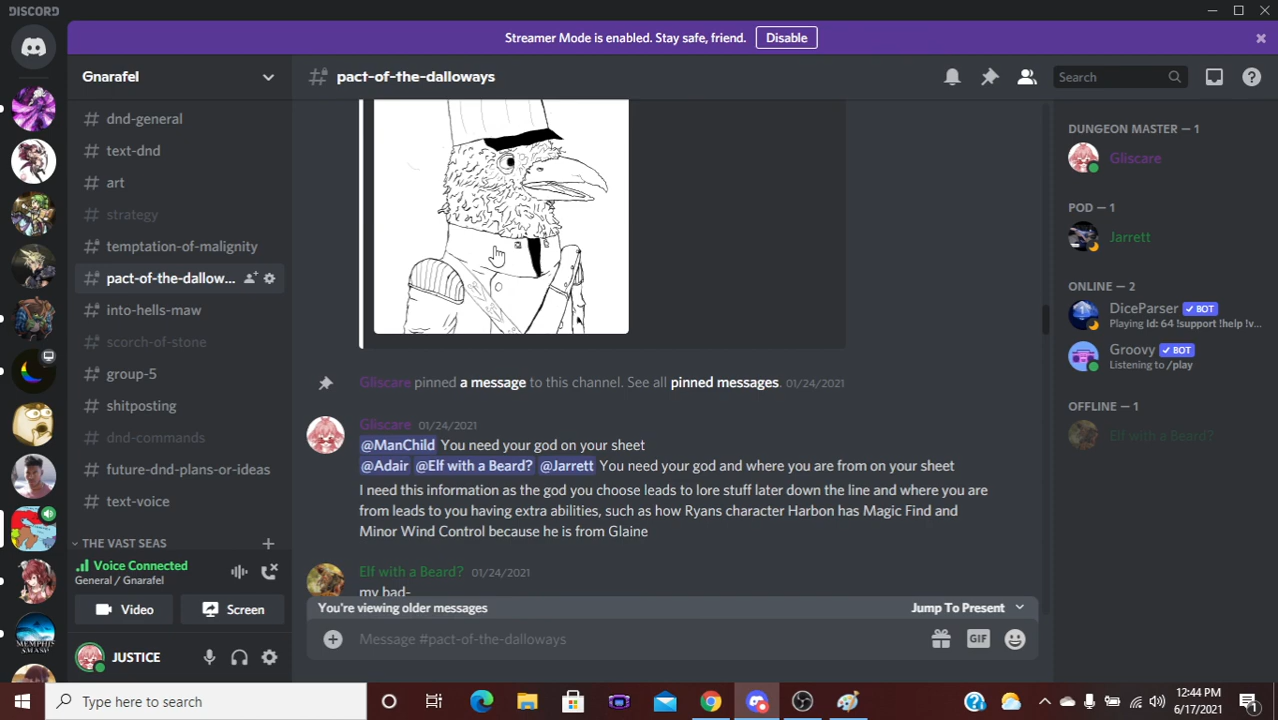 DISCORD
Streamer Mode is enabled. Stay safe, friend. Disable
Gnarafel
dnd-general
text-dnd
art
strategy
temptation-of-malignity
pact-of-the-dallow...
into-hells-maw
scorch-of-stone
group-5
shitposting
dnd-commands
future-dnd-plans-or-ideas
text-voice
THE VAST SEAS
Voice Connected
General / Gnarafel
Video
Screen
JUSTICE
pact-of-the-dalloways
Search
Gliscare pinned a message to this channel. See all pinned messages. 01/24/2021
Gliscare 01/24/2021
@ManChild You need your god on your sheet
@Adair @Elf with a Beard? @Jarrett You need your god and where you are from on your sheet
I need this information as the god you choose leads to lore stuff later down the line and where you are
from leads to you having extra abilities, such as how Ryans character Harbon has Magic Find and
Minor Wind Control because he is from Glaine
Elf with a Beard? 01/24/2021
my bad-
You're viewing older messages
Jump To Present
Message #pact-of-the-dalloways
GIF
DUNGEON MASTER — 1
Gliscare
POD — 1
Jarrett
ONLINE — 2
DiceParser ✓ BOT
Playing Id: 64 !support !help !v...
Groovy ✓ BOT
Listening to /play
OFFLINE — 1
Elf with a Beard?
MEMPHIS
SMASH
Type here to search
12:44 PM
6/17/2021
1